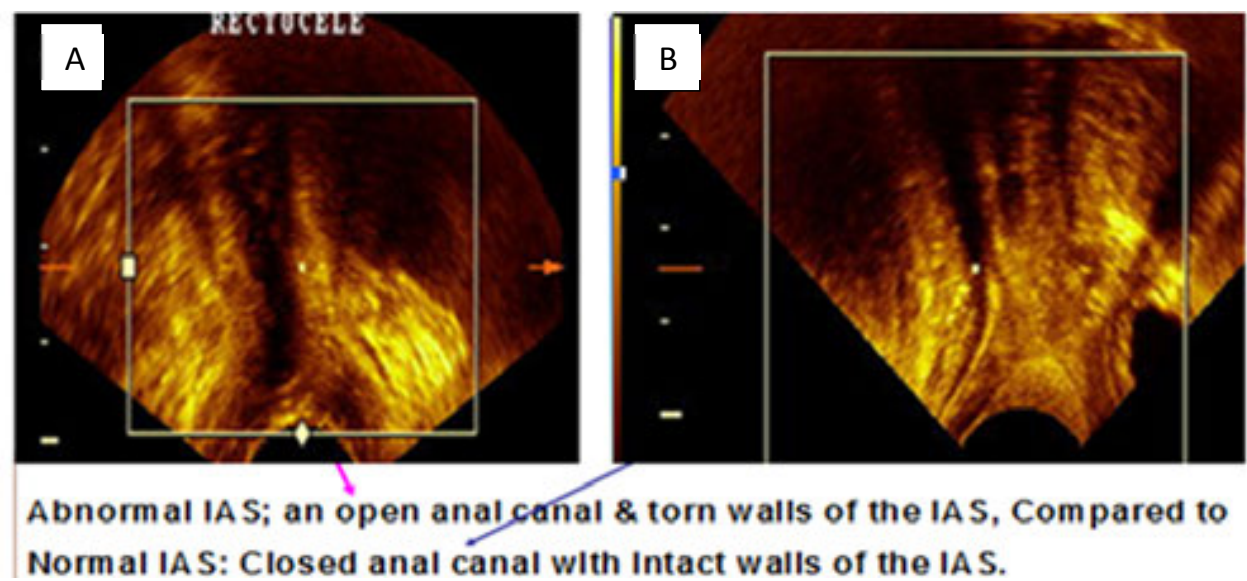 RECTOCELE
A
B
Abnormal IAS; an open anal canal & torn walls of the IAS, Compared to
Normal IAS: Closed anal canal with Intact walls of the IAS.